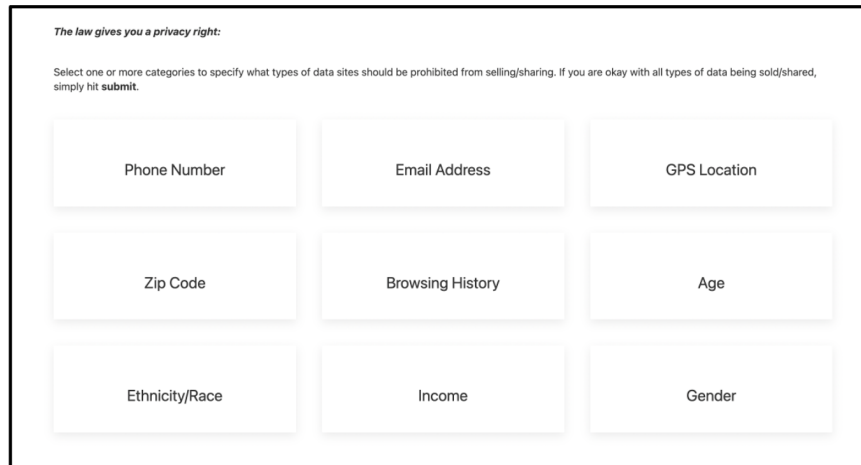 The law gives you a privacy right:
Select one or more categories to specify what types of data sites should be prohibited from selling/sharing. If you are okay with all types of data being sold/shared,
simply hit submit.
Phone Number
Email Address
GPS Location
Zip Code
Browsing History
Age
Ethnicity/Race
Income
Gender